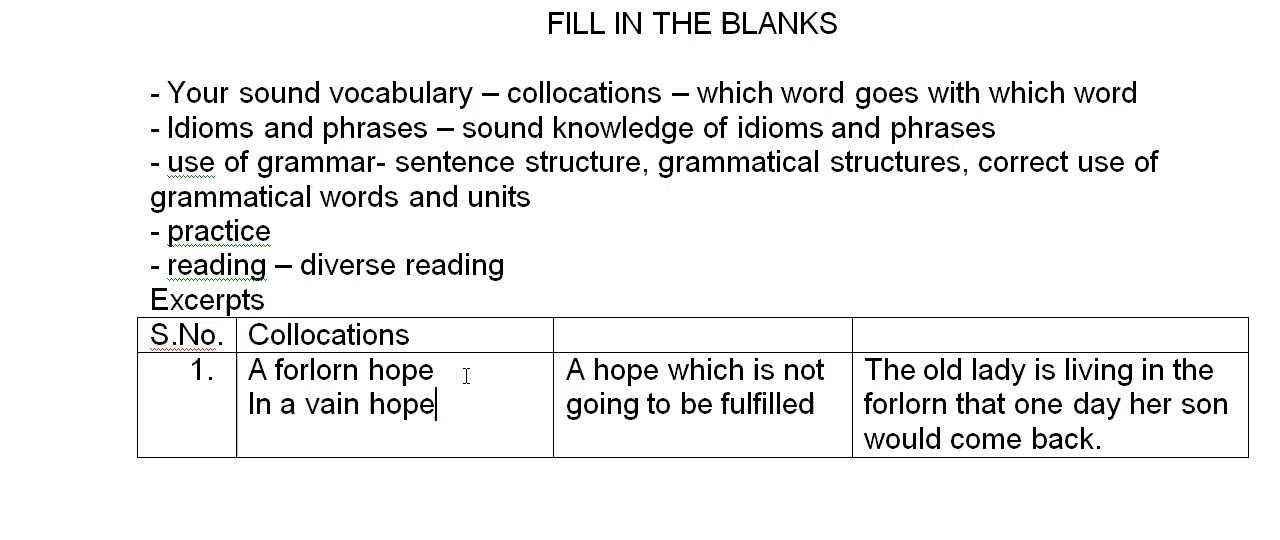 FILL IN THE BLANKS
- Your sound vocabulary – collocations – which word goes with which word
- Idioms and phrases – sound knowledge of idioms and phrases
- use of grammar- sentence structure, grammatical structures, correct use of
grammatical words and units
- practice
- reading – diverse reading
Excerpts
S.No. Collocations
1. A forlorn hope A hope which is not The old lady is living in the
In a vain hope going to be fulfilled forlorn that one day her son
would come back.